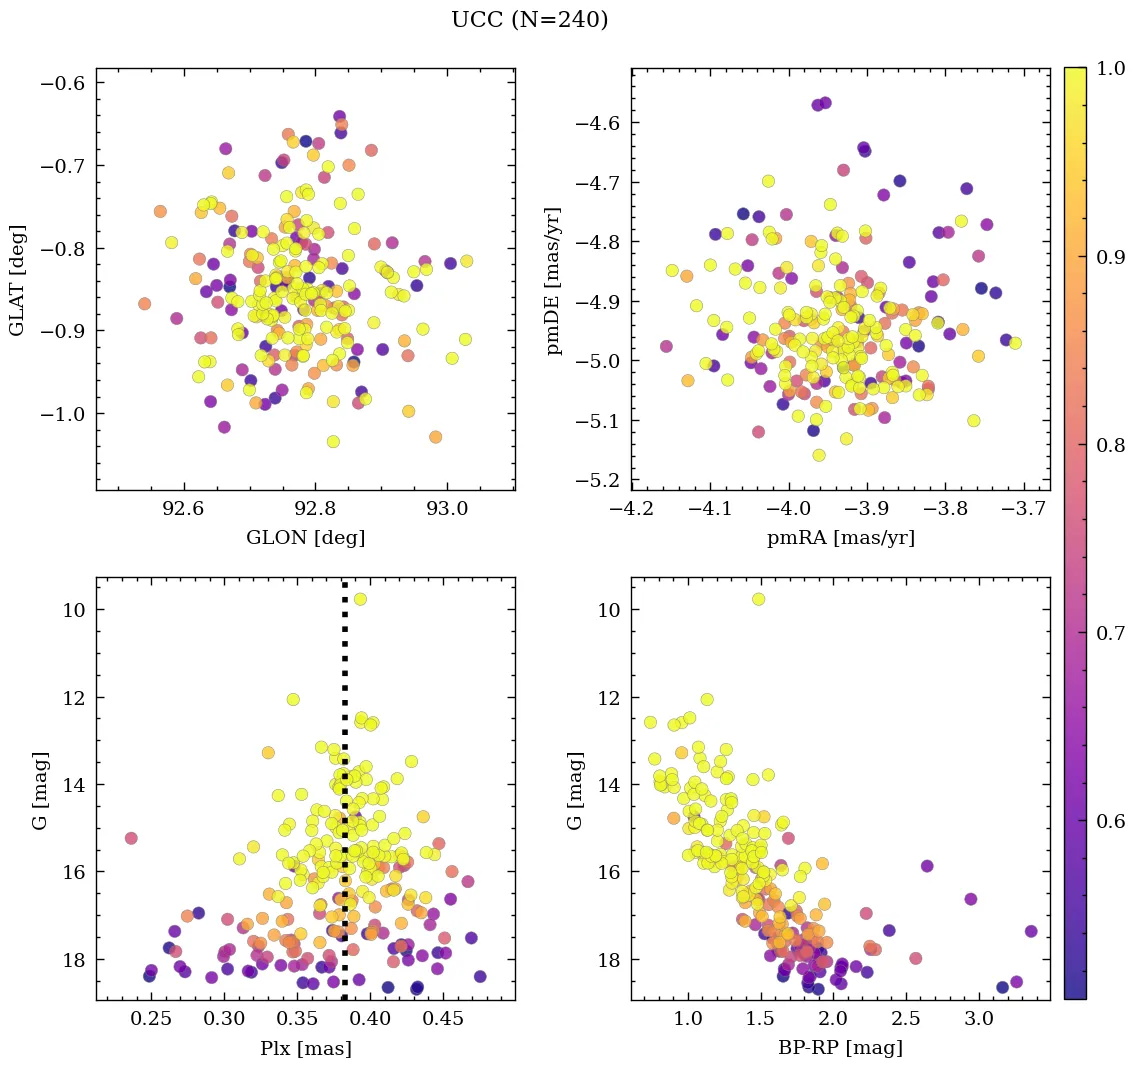 UCC (N=240)
−0.6
−0.7
−0.8
−0.9
−1.0
GLAT [deg]
92.6 92.8 93.0
GLON [deg]
−4.6
−4.7
−4.8
−4.9
−5.0
−5.1
−5.2
pmDE [mas/yr]
−4.2 −4.1 −4.0 −3.9 −3.8 −3.7
pmRA [mas/yr]
1.0
0.9
0.8
0.7
0.6
10
12
14
16
18
G [mag]
0.25 0.30 0.35 0.40 0.45
Plx [mas]
10
12
14
16
18
G [mag]
1.0 1.5 2.0 2.5 3.0
BP-RP [mag]